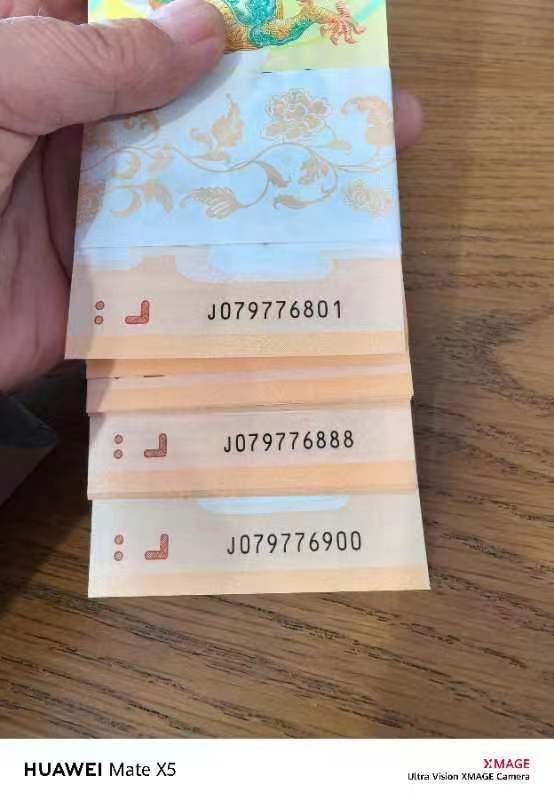 J079776801
J079776888
J079776900
HUAWEI Mate X5
XMAGE
Ultra Vision XMAGE Camera